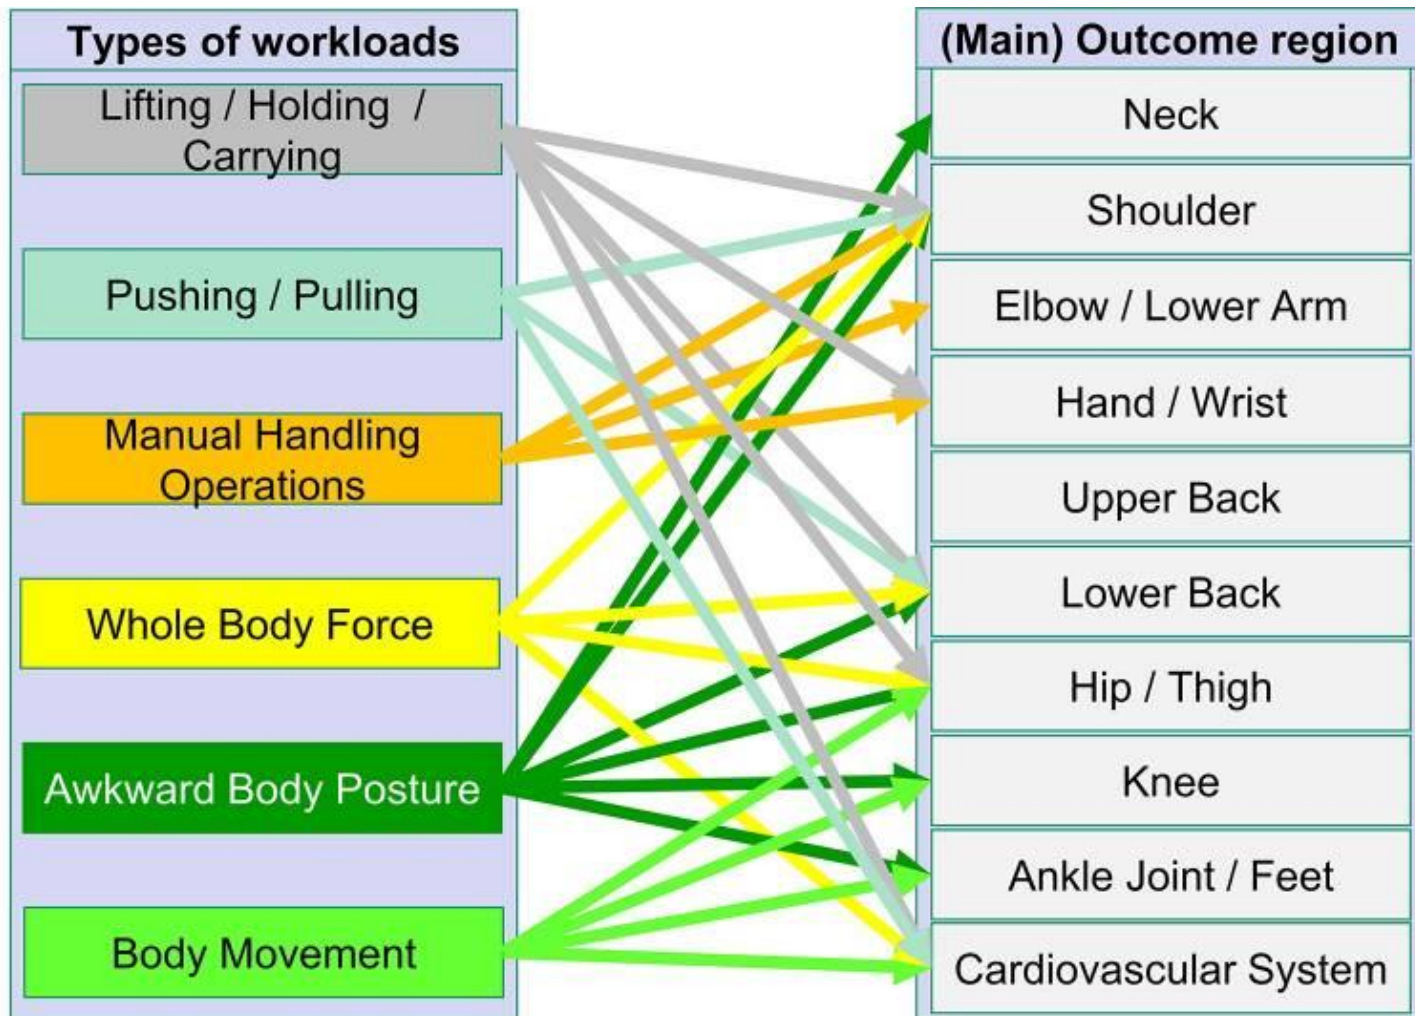 Types of workloads
Lifting / Holding /
Carrying
Pushing / Pulling
Manual Handling
Operations
Whole Body Force
Awkward Body Posture
Body Movement
(Main) Outcome region
Neck
Shoulder
Elbow / Lower Arm
Hand / Wrist
Upper Back
Lower Back
Hip / Thigh
Knee
Ankle Joint / Feet
Cardiovascular System